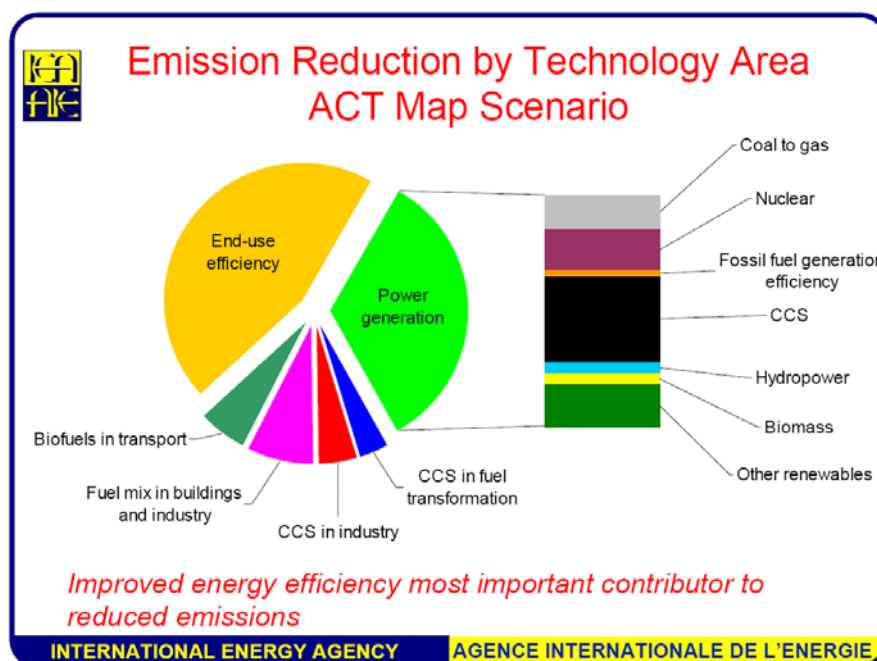 IEA
AIE
Emission Reduction by Technology Area
ACT Map Scenario
End-use
efficiency
Power
generation
Biofuels in transport
Fuel mix in buildings
and industry
CCS in industry
CCS in fuel
transformation
Coal to gas
Nuclear
Fossil fuel generation
efficiency
CCS
Hydropower
Biomass
Other renewables
Improved energy efficiency most important contributor to
reduced emissions
INTERNATIONAL ENERGY AGENCY
AGENCE INTERNATIONALE DE L'ENERGIE